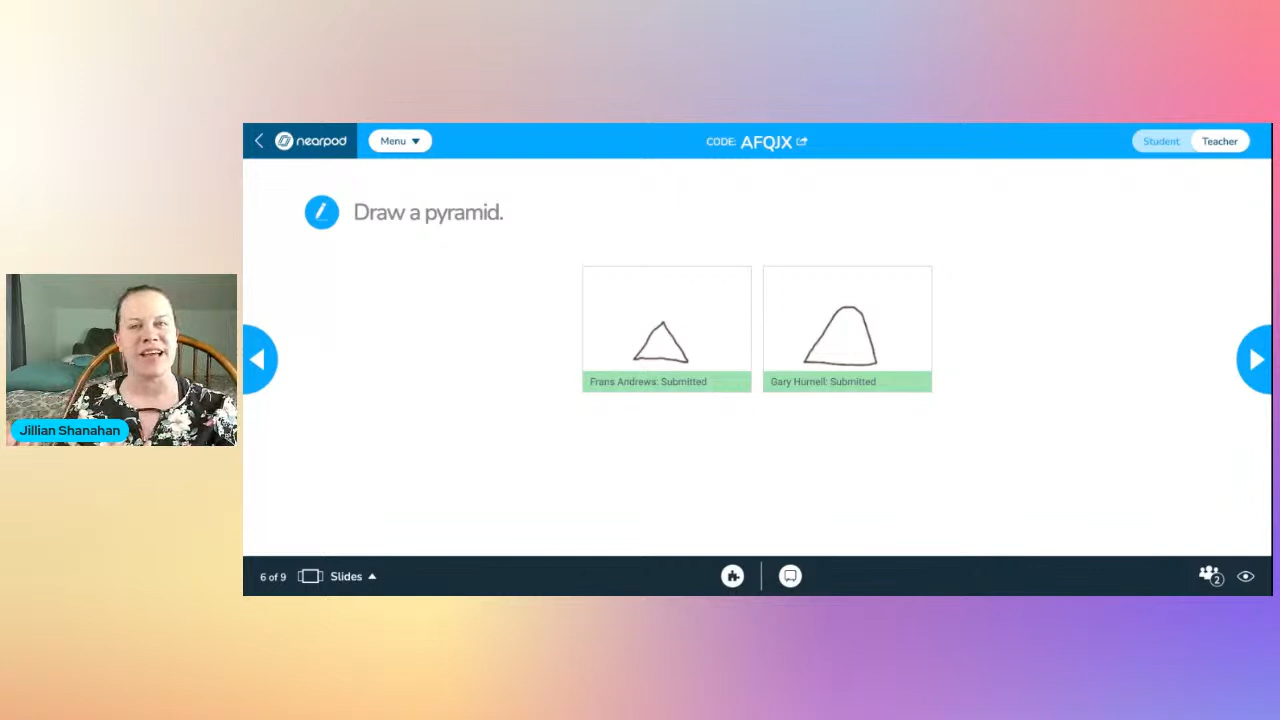 nearpod
Menu
CODE: AFQJX
Student
Teacher
Draw a pyramid.
Frans Andrews: Submitted
Gary Hurnell: Submitted
Jillian Shanahan
6 of 9
Slides
2